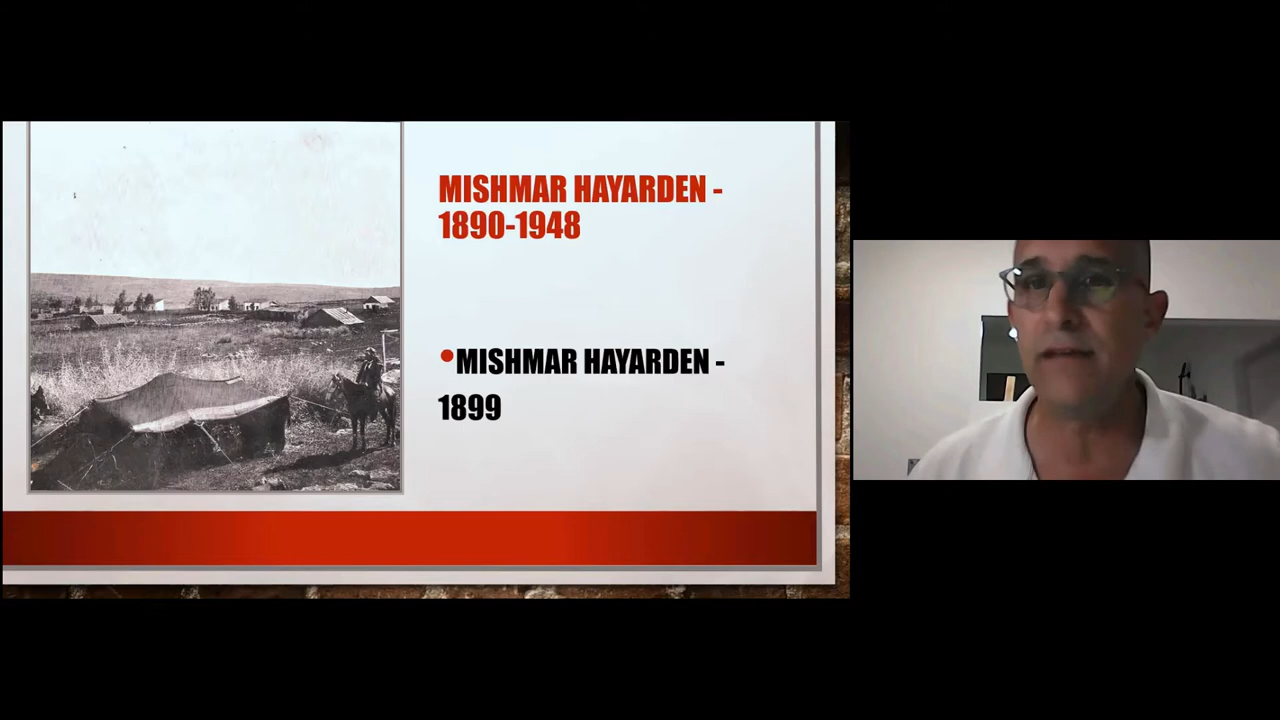 MISHMAR HAYARDEN -
1890-1948
•MISHMAR HAYARDEN -
1899